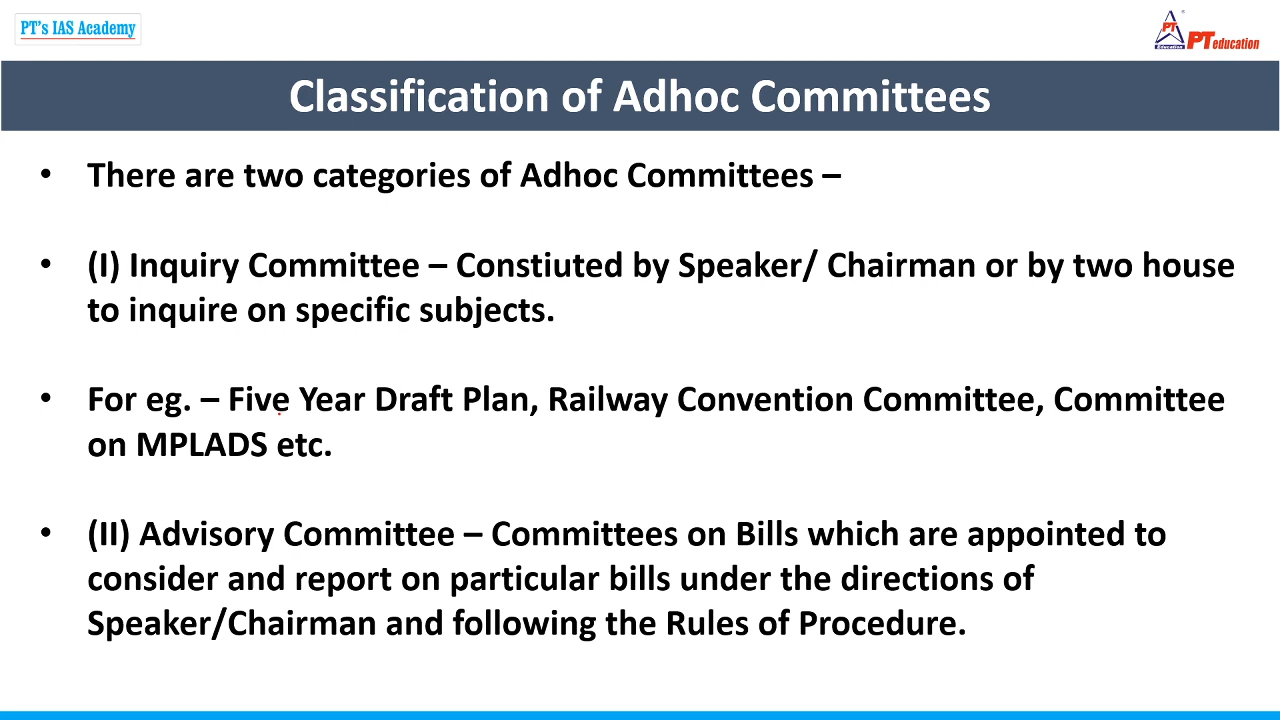 PT's IAS Academy
PT
Education
PT education
Classification of Adhoc Committees
• There are two categories of Adhoc Committees –
• (I) Inquiry Committee – Constiuted by Speaker/ Chairman or by two house
to inquire on specific subjects.
• For eg. – Five Year Draft Plan, Railway Convention Committee, Committee
on MPLADS etc.
• (II) Advisory Committee – Committees on Bills which are appointed to
consider and report on particular bills under the directions of
Speaker/Chairman and following the Rules of Procedure.